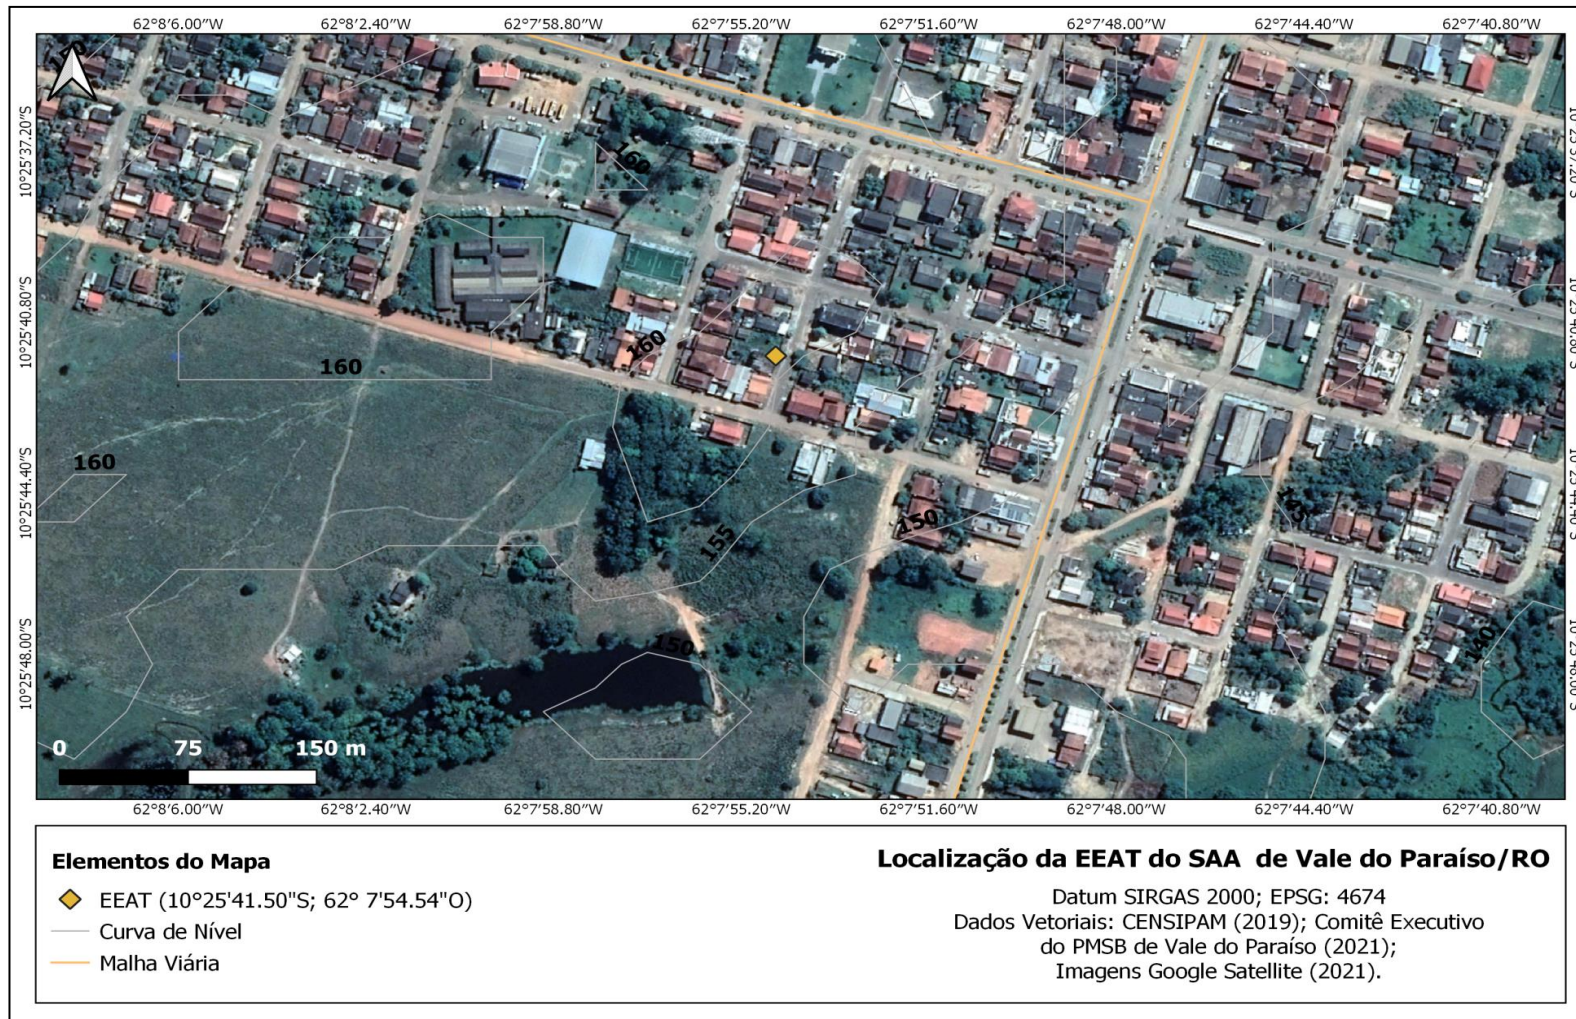 62°8′6.00″W 62°8′2.40″W 62°7′58.80″W 62°7′55.20″W 62°7′51.60″W 62°7′48.00″W 62°7′44.40″W 62°7′40.80″W
10°25′37.20″S
10°25′40.80″S
10°25′44.40″S
10°25′48.00″S
160
160
160
160
155
150
150
140
0 75 150 m
62°8′6.00″W 62°8′2.40″W 62°7′58.80″W 62°7′55.20″W 62°7′51.60″W 62°7′48.00″W 62°7′44.40″W 62°7′40.80″W
Elementos do Mapa
EEAT (10°25'41.50"S; 62° 7'54.54"O)
Curva de Nível
Malha Viária
Localização da EEAT do SAA de Vale do Paraíso/RO
Datum SIRGAS 2000; EPSG: 4674
Dados Vetoriais: CENSIPAM (2019); Comitê Executivo
do PMSB de Vale do Paraíso (2021);
Imagens Google Satellite (2021).